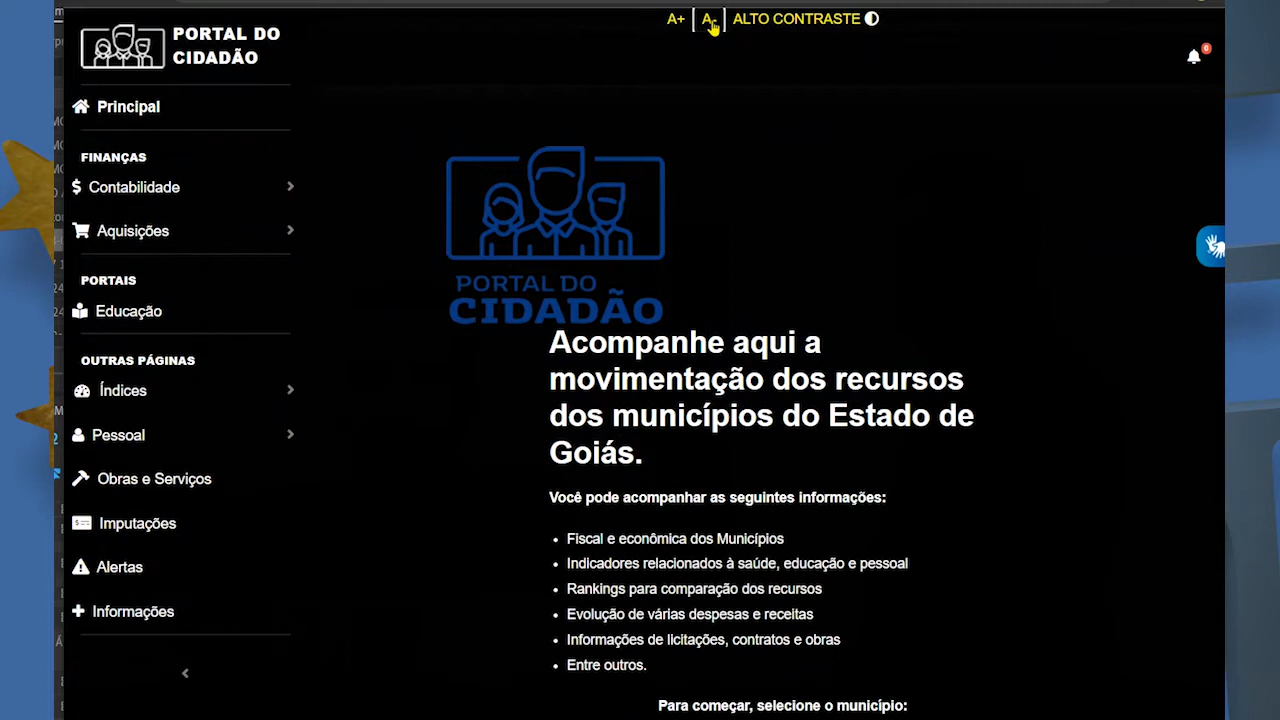 A+ A- ALTO CONTRASTE
PORTAL DO
CIDADÃO
0
Principal
FINANÇAS
Contabilidade
Aquisições
PORTAIS
Educação
OUTRAS PÁGINAS
Índices
Pessoal
Obras e Serviços
Imputações
Alertas
Informações
PORTAL DO
CIDADÃO
Acompanhe aqui a
movimentação dos recursos
dos municípios do Estado de
Goiás.
Você pode acompanhar as seguintes informações:
• Fiscal e econômica dos Municípios
• Indicadores relacionados à saúde, educação e pessoal
• Rankings para comparação dos recursos
• Evolução de várias despesas e receitas
• Informações de licitações, contratos e obras
• Entre outros.
Para começar, selecione o município: